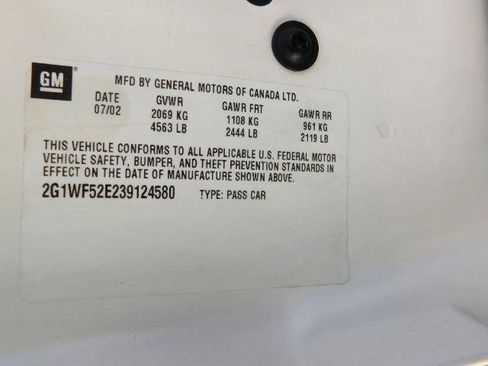 GM
MFD BY GENERAL MOTORS OF CANADA LTD.
DATE GVWR GAWR FRT GAWR RR
07/02 2069 KG 1108 KG 961 KG
4563 LB 2444 LB 2119 LB
THIS VEHICLE CONFORMS TO ALL APPLICABLE U.S. FEDERAL MOTOR
VEHICLE SAFETY, BUMPER, AND THEFT PREVENTION STANDARDS IN
EFFECT ON THE DATE OF MANUFACTURE SHOWN ABOVE.
2G1WF52E239124580 TYPE: PASS CAR